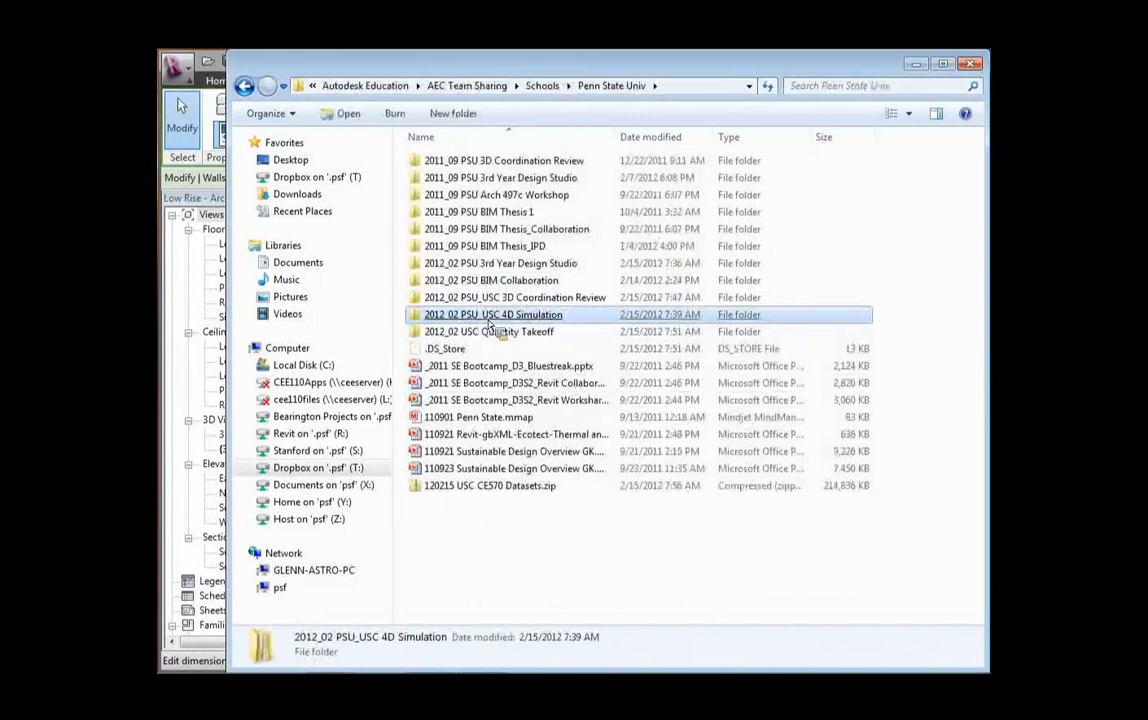 Hom
« Autodesk Education ▸ AEC Team Sharing ▸ Schools ▸ Penn State Univ ▸
Search Penn State Univ
Organize Open Burn New folder
Modify
Select
Modify | Walls
Low Rise - Arc
Views
Floor
Ceilin
3D Vi
Eleva
Sectio
Legen
Sched
Sheets
Famili
Edit dimension
Favorites
Desktop
Dropbox on '.psf' (T)
Downloads
Recent Places
Libraries
Documents
Music
Pictures
Videos
Computer
Local Disk (C:)
CEE110Apps (\\ceeserver) (
cee110files (\\ceeserver) (L:
Bearington Projects on '.psf
Revit on '.psf' (R:)
Stanford on '.psf' (S:)
Dropbox on '.psf' (T:)
Documents on '.psf' (X:)
Home on '.psf' (Y:)
Host on '.psf' (Z:)
Network
GLENN-ASTRO-PC
psf
Name Date modified Type Size
2011_09 PSU 3D Coordination Review 12/22/2011 9:11 AM File folder
2011_09 PSU 3rd Year Design Studio 2/7/2012 6:08 PM File folder
2011_09 PSU Arch 497c Workshop 9/22/2011 6:07 PM File folder
2011_09 PSU BIM Thesis 1 10/4/2011 3:32 AM File folder
2011_09 PSU BIM Thesis_Collaboration 9/22/2011 6:07 PM File folder
2011_09 PSU BIM Thesis_IPD 1/4/2012 4:00 PM File folder
2012_02 PSU 3rd Year Design Studio 2/15/2012 7:36 AM File folder
2012_02 PSU BIM Collaboration 2/14/2012 2:24 PM File folder
2012_02 PSU_USC 3D Coordination Review 2/15/2012 7:47 AM File folder
2012_02 PSU_USC 4D Simulation 2/15/2012 7:39 AM File folder
2012_02 USC Quantity Takeoff 2/15/2012 7:51 AM File folder
.DS_Store 2/15/2012 7:51 AM DS_STORE File 13 KB
_2011 SE Bootcamp_D3_Bluestreak.pptx 9/22/2011 2:46 PM Microsoft Office P... 2,124 KB
_2011 SE Bootcamp_D3S2_Revit Collabor... 9/22/2011 2:46 PM Microsoft Office P... 2,820 KB
_2011 SE Bootcamp_D3S2_Revit Workshar... 9/22/2011 2:44 PM Microsoft Office P... 3,060 KB
110901 Penn State.mmap 9/13/2011 12:18 AM Mindjet MindMan... 83 KB
110921 Revit-gbXML-Ecotect-Thermal an... 9/21/2011 2:48 PM Microsoft Office P... 636 KB
110921 Sustainable Design Overview GK.... 9/21/2011 2:15 PM Microsoft Office P... 9,226 KB
110923 Sustainable Design Overview GK.... 9/23/2011 11:35 AM Microsoft Office P... 7,450 KB
120215 USC CE570 Datasets.zip 2/15/2012 7:56 AM Compressed (zipp... 214,836 KB
2012_02 PSU_USC 4D Simulation Date modified: 2/15/2012 7:39 AM
File folder